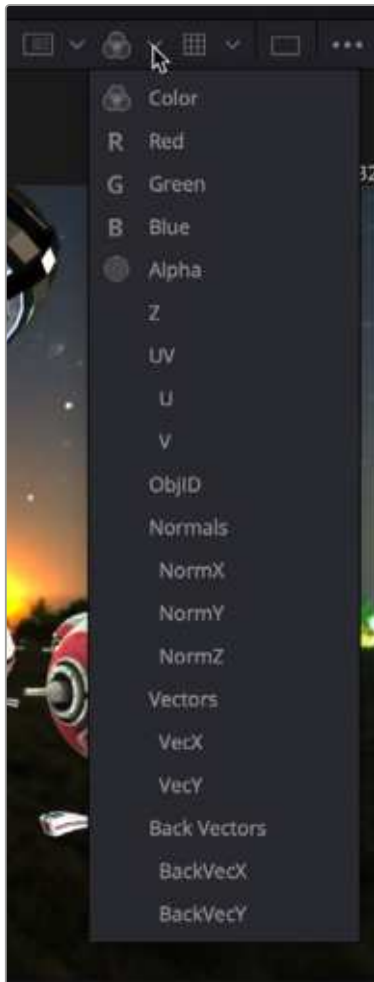 Color
R Red
G Green
B Blue
Alpha
Z
UV
U
V
ObjID
Normals
NormX
NormY
NormZ
Vectors
VecX
VecY
Back Vectors
BackVecX
BackVecY